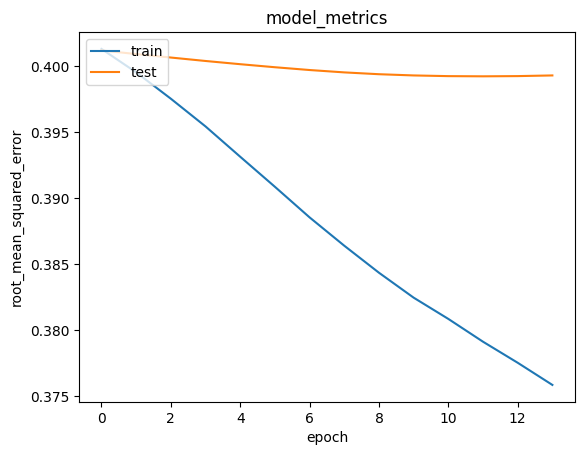 model_metrics
train
test
root_mean_squared_error
0.400
0.395
0.390
0.385
0.380
0.375
0 2 4 6 8 10 12
epoch